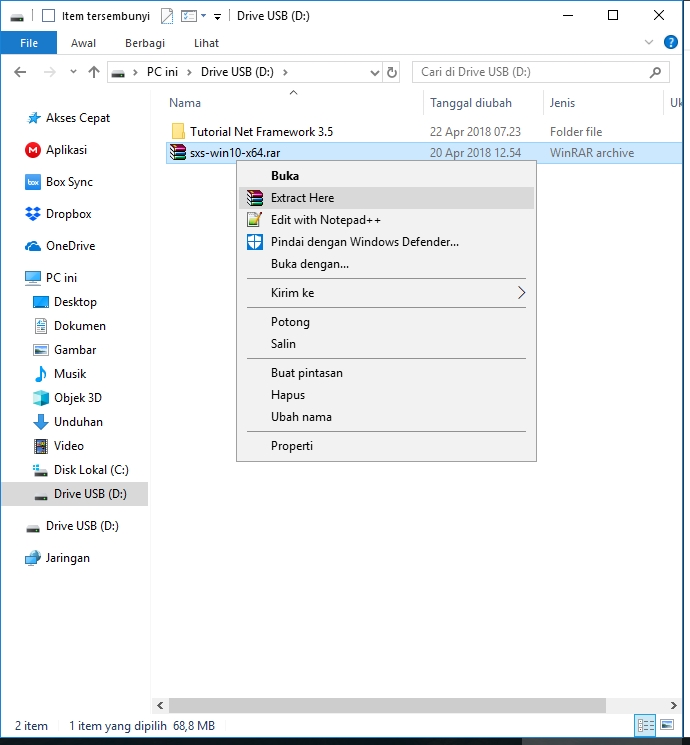 Item tersembunyi Drive USB (D:)
File Awal Berbagi Lihat
PC ini Drive USB (D:) Cari di Drive USB (D:)
Nama Tanggal diubah Jenis Uk
Tutorial Net Framework 3.5 22 Apr 2018 07.23 Folder file
sxs-win10-x64.rar 20 Apr 2018 12.54 WinRAR archive
Akses Cepat
Aplikasi
Box Sync
Dropbox
OneDrive
PC ini
Desktop
Dokumen
Gambar
Musik
Objek 3D
Unduhan
Video
Disk Lokal (C:)
Drive USB (D:)
Drive USB (D:)
Jaringan
Buka
Extract Here
Edit with Notepad++
Pindai dengan Windows Defender...
Buka dengan...
Kirim ke
Potong
Salin
Buat pintasan
Hapus
Ubah nama
Properti
2 item 1 item yang dipilih 68,8 MB